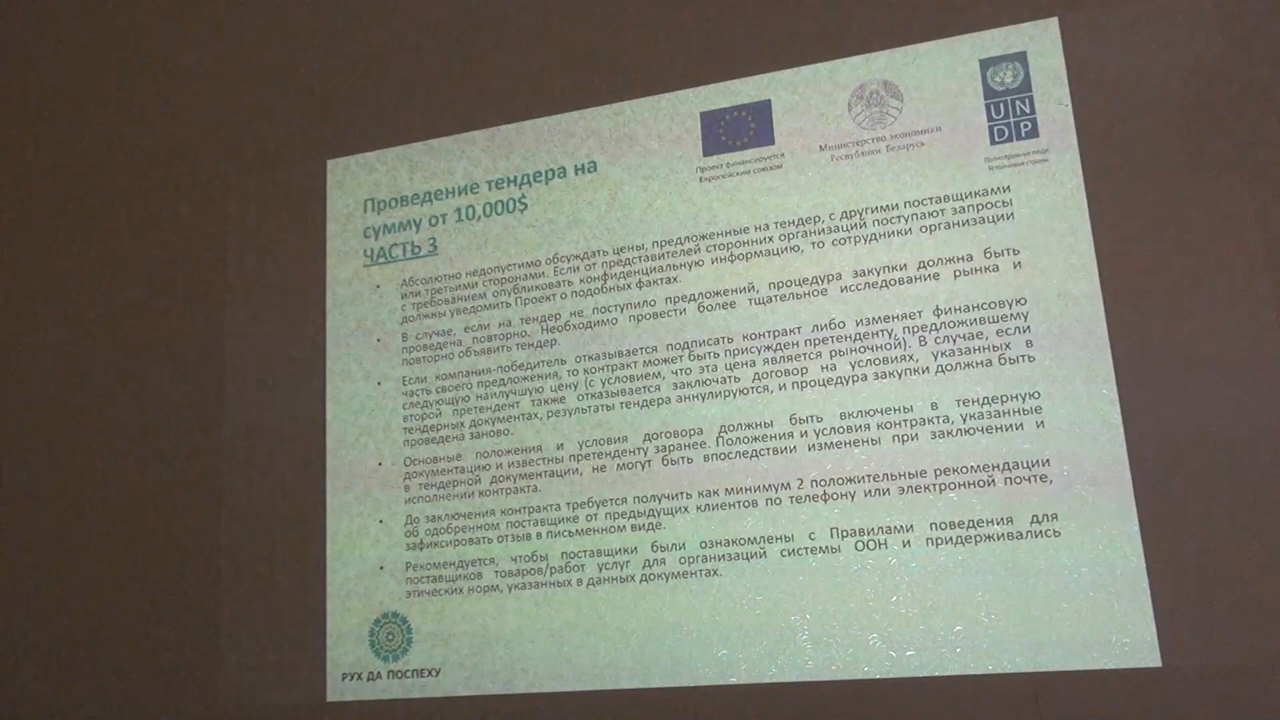 Проведение тендера на
сумму от 10,000$
ЧАСТЬ 3
Проект финансируется
Европейским союзом
Министерство экономики
Республики Беларусь
UN
DP
Полноправные люди.
Устойчивые страны.
• Абсолютно недопустимо обсуждать цены, предложенные на тендер, с другими поставщиками
или третьими сторонами. Если от представителей сторонних организаций поступают запросы
с требованием опубликовать конфиденциальную информацию, то сотрудники организации
должны уведомить Проект о подобных фактах.
• В случае, если на тендер не поступило предложений, процедура закупки должна быть
проведена повторно. Необходимо провести более тщательное исследование рынка и
повторно объявить тендер.
• Если компания-победитель отказывается подписать контракт либо изменяет финансовую
часть своего предложения, то контракт может быть присужден претенденту, предложившему
следующую наилучшую цену (с условием, что эта цена является рыночной). В случае, если
второй претендент также отказывается заключать договор на условиях, указанных в
тендерных документах, результаты тендера аннулируются, и процедура закупки должна быть
проведена заново.
• Основные положения и условия договора должны быть включены в тендерную
документацию и известны претенденту заранее. Положения и условия контракта, указанные
в тендерной документации, не могут быть впоследствии изменены при заключении и
исполнении контракта.
• До заключения контракта требуется получить как минимум 2 положительные рекомендации
об одобренном поставщике от предыдущих клиентов по телефону или электронной почте,
зафиксировать отзыв в письменном виде.
• Рекомендуется, чтобы поставщики были ознакомлены с Правилами поведения для
поставщиков товаров/работ услуг для организаций системы ООН и придерживались
этических норм, указанных в данных документах.
РУХ ДА ПОСПЕХУ